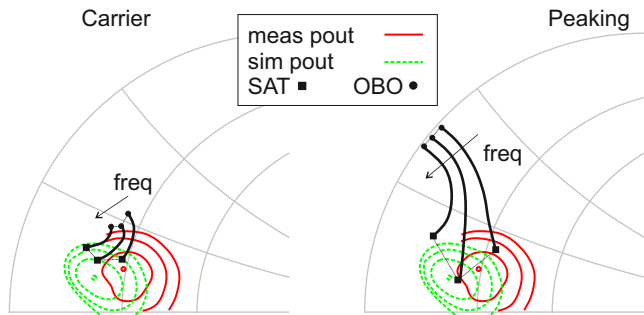 Carrier
Peaking
meas pout
sim pout
SAT
OBO
freq
freq